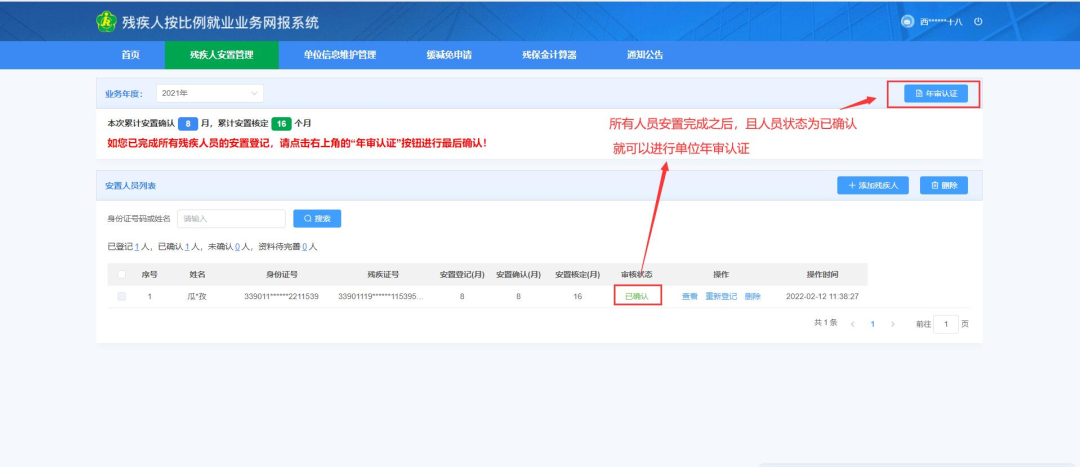 残疾人按比例就业业务网报系统
西******十八
首页 残疾人安置管理 单位信息维护管理 缓减免申请 残保金计算器 通知公告
业务年度： 2021年 年审认证
本次累计安置确认 8 月，累计安置核定 16 个月
如您已完成所有残疾人员的安置登记，请点击右上角的“年审认证”按钮进行最后确认！
所有人员安置完成之后，且人员状态为已确认
就可以进行单位年审认证
安置人员列表 + 添加残疾人 删除
身份证号码或姓名 请输入 搜索
已登记1人，已确认1人，未确认0人，资料待完善0人
序号 姓名 身份证号 残疾证号 安置登记(月) 安置确认(月) 安置核定(月) 审核状态 操作 操作时间
1 瓜*孜 339011******2211539 33901119******115395... 8 8 16 已确认 查看 重新登记 删除 2022-02-12 11:38:27
共 1 条 < 1 > 前往 1 页